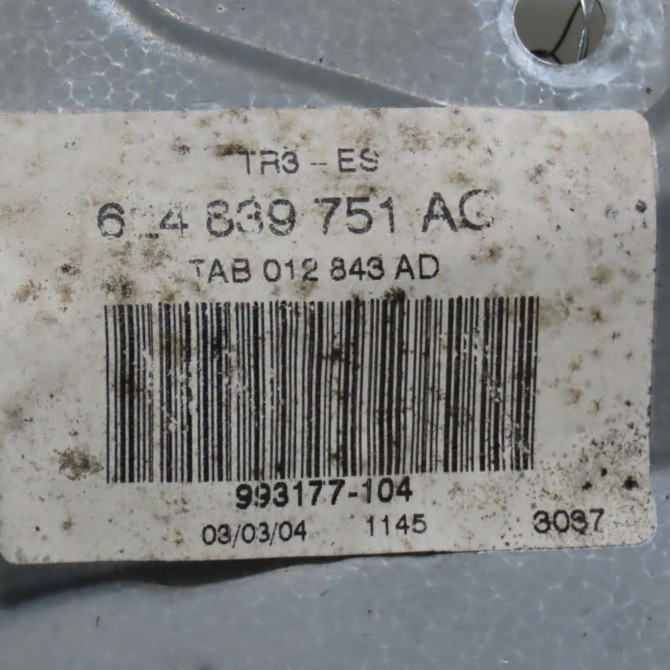 TR3 - ES
839 751 AC
TAB 012 843 AD
993177-104
03/03/04 1145 3037